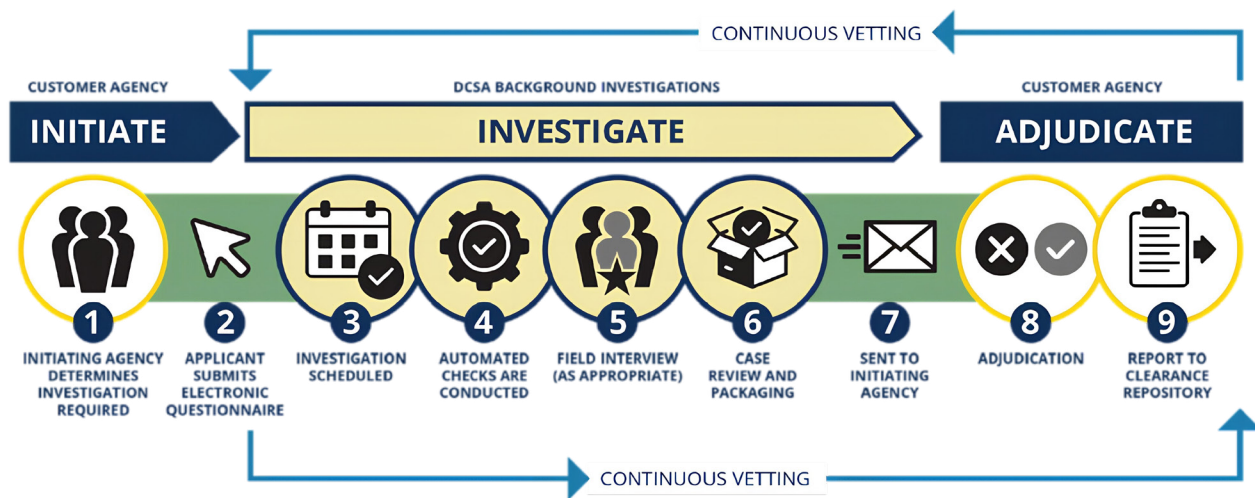 CONTINUOUS VETTING
CUSTOMER AGENCY
DCSA BACKGROUND INVESTIGATIONS
CUSTOMER AGENCY
INITIATE
INVESTIGATE
ADJUDICATE
1
INITIATING AGENCY
DETERMINES
INVESTIGATION
REQUIRED
2
APPLICANT
SUBMITS
ELECTRONIC
QUESTIONNAIRE
3
INVESTIGATION
SCHEDULED
4
AUTOMATED
CHECKS ARE
CONDUCTED
5
FIELD INTERVIEW
(AS APPROPRIATE)
6
CASE
REVIEW AND
PACKAGING
7
SENT TO
INITIATING
AGENCY
8
ADJUDICATION
9
REPORT TO
CLEARANCE
REPOSITORY
CONTINUOUS VETTING